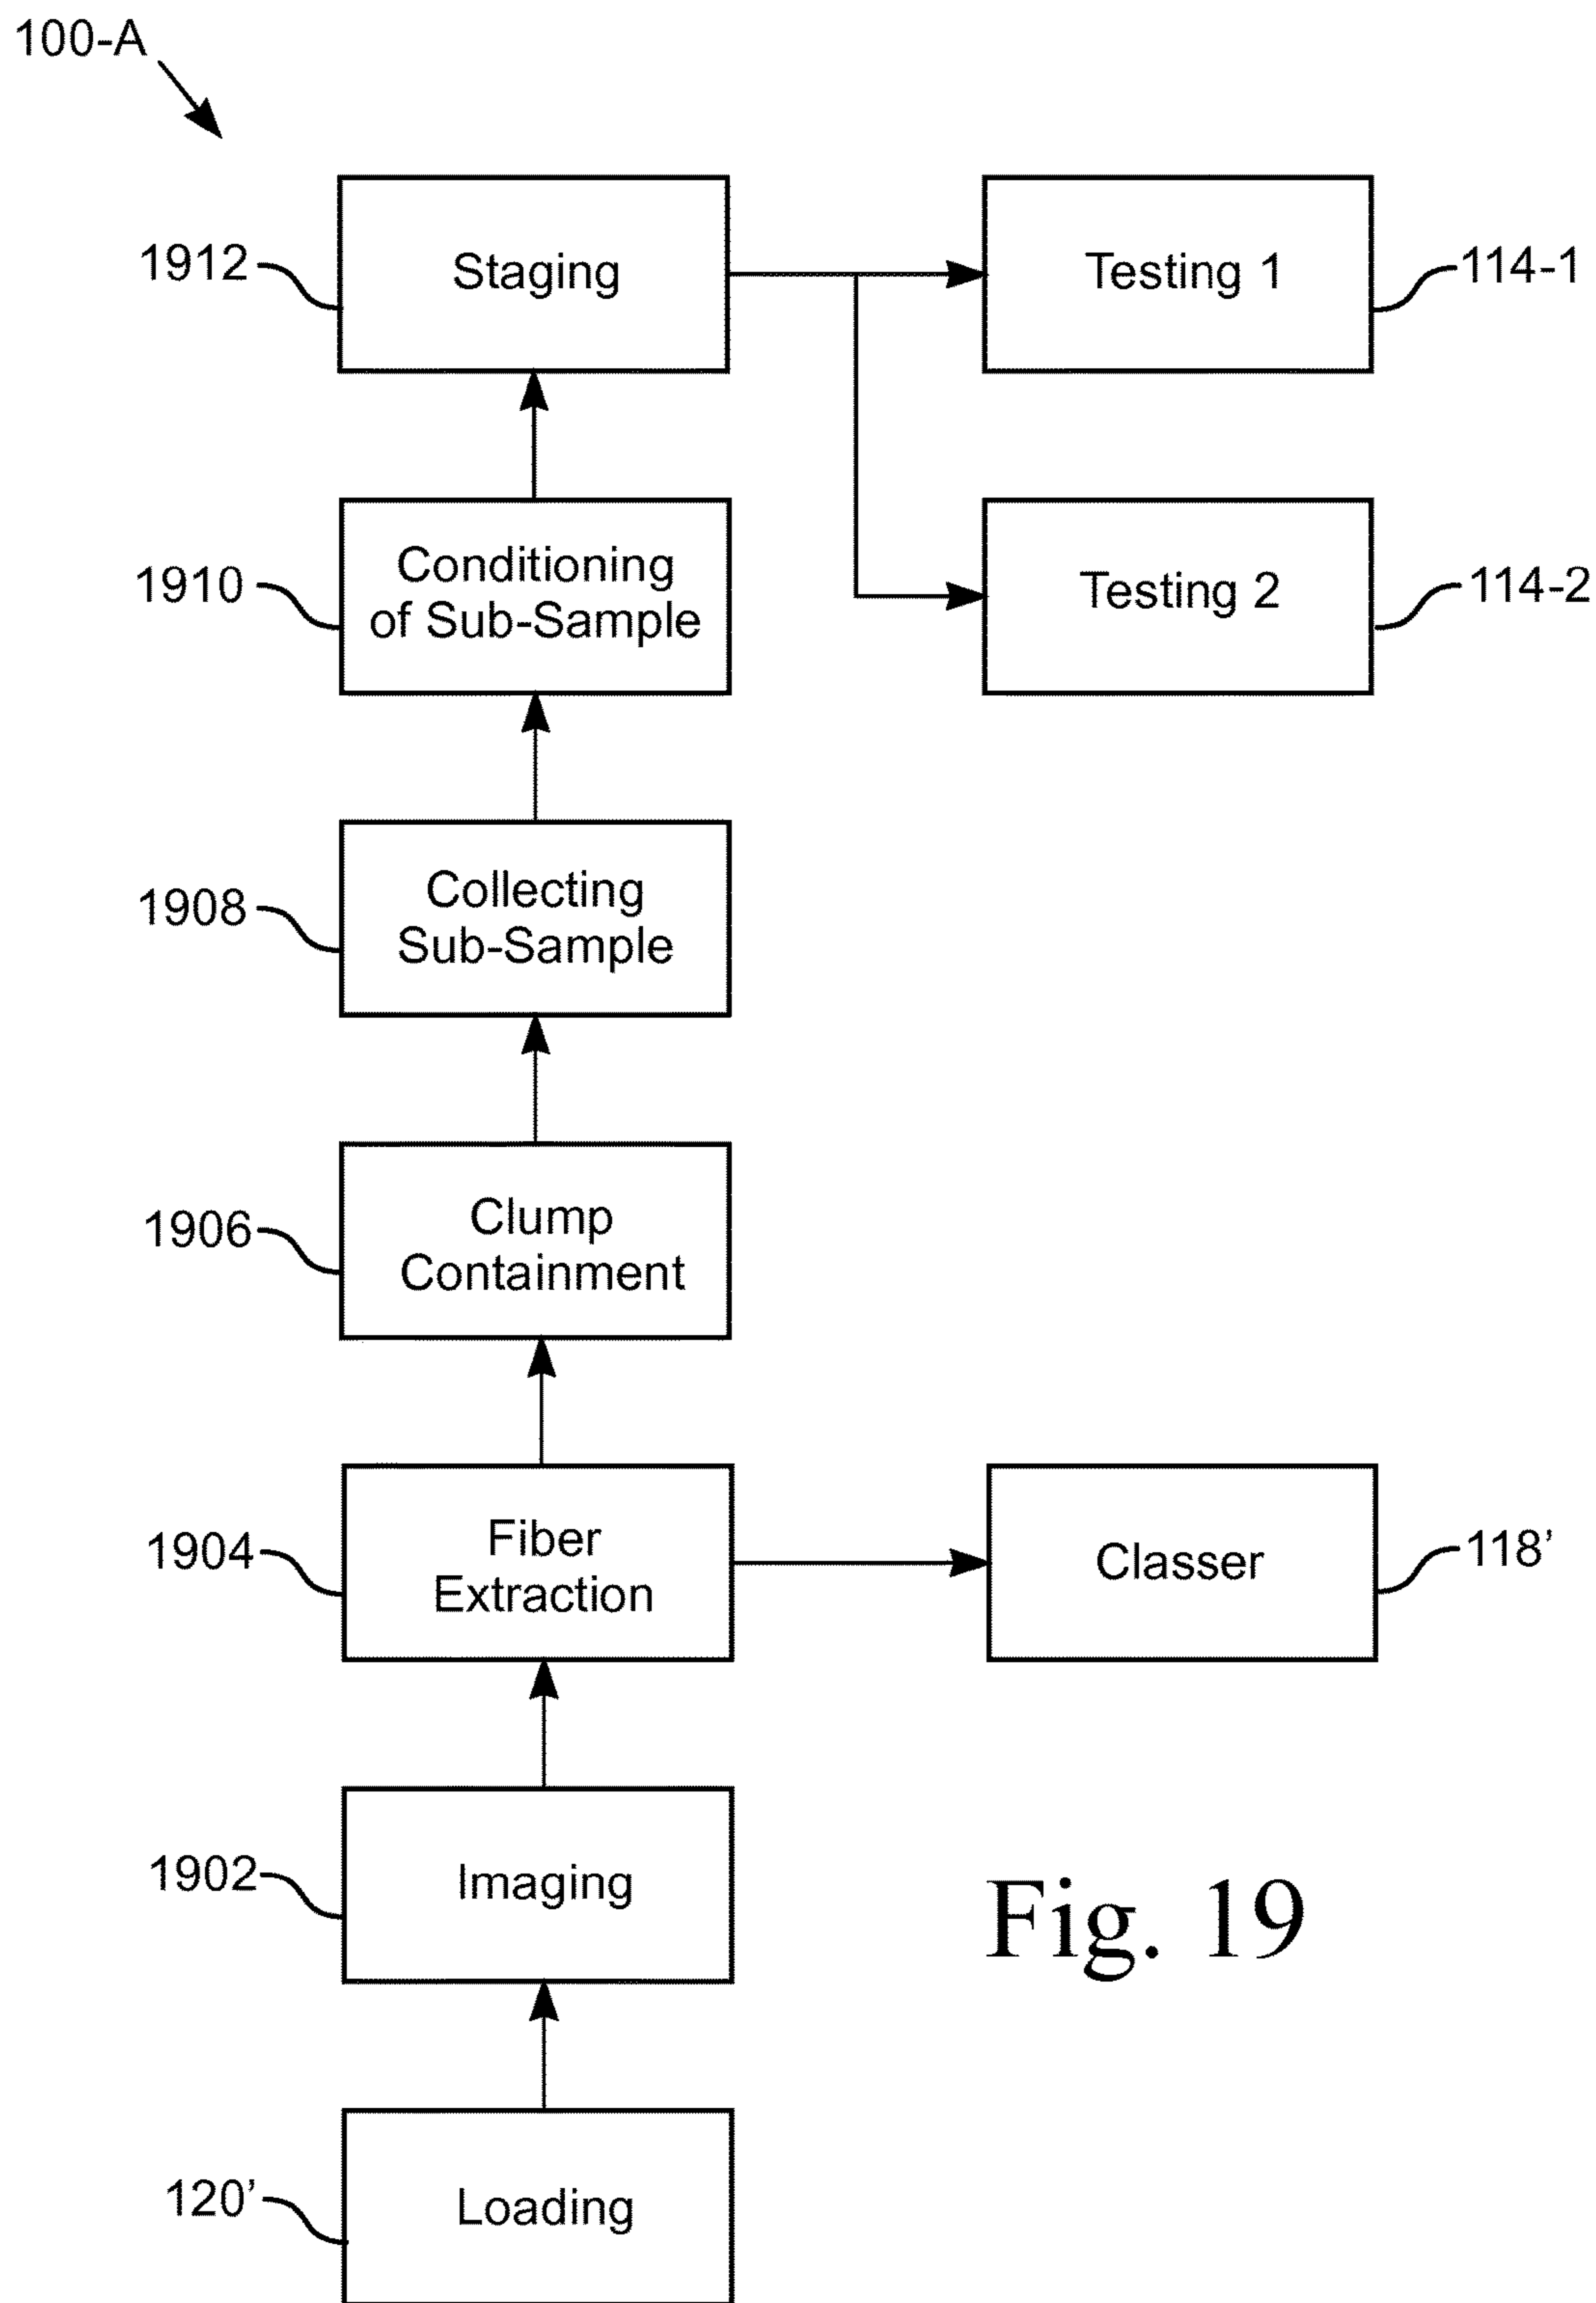 100-A
1912
Staging
Testing 1
114-1
1910
Conditioning
of Sub-Sample
Testing 2
114-2
1908
Collecting
Sub-Sample
1906
Clump
Containment
1904
Fiber
Extraction
Classer
118’
1902
Imaging
Fig. 19
120’
Loading